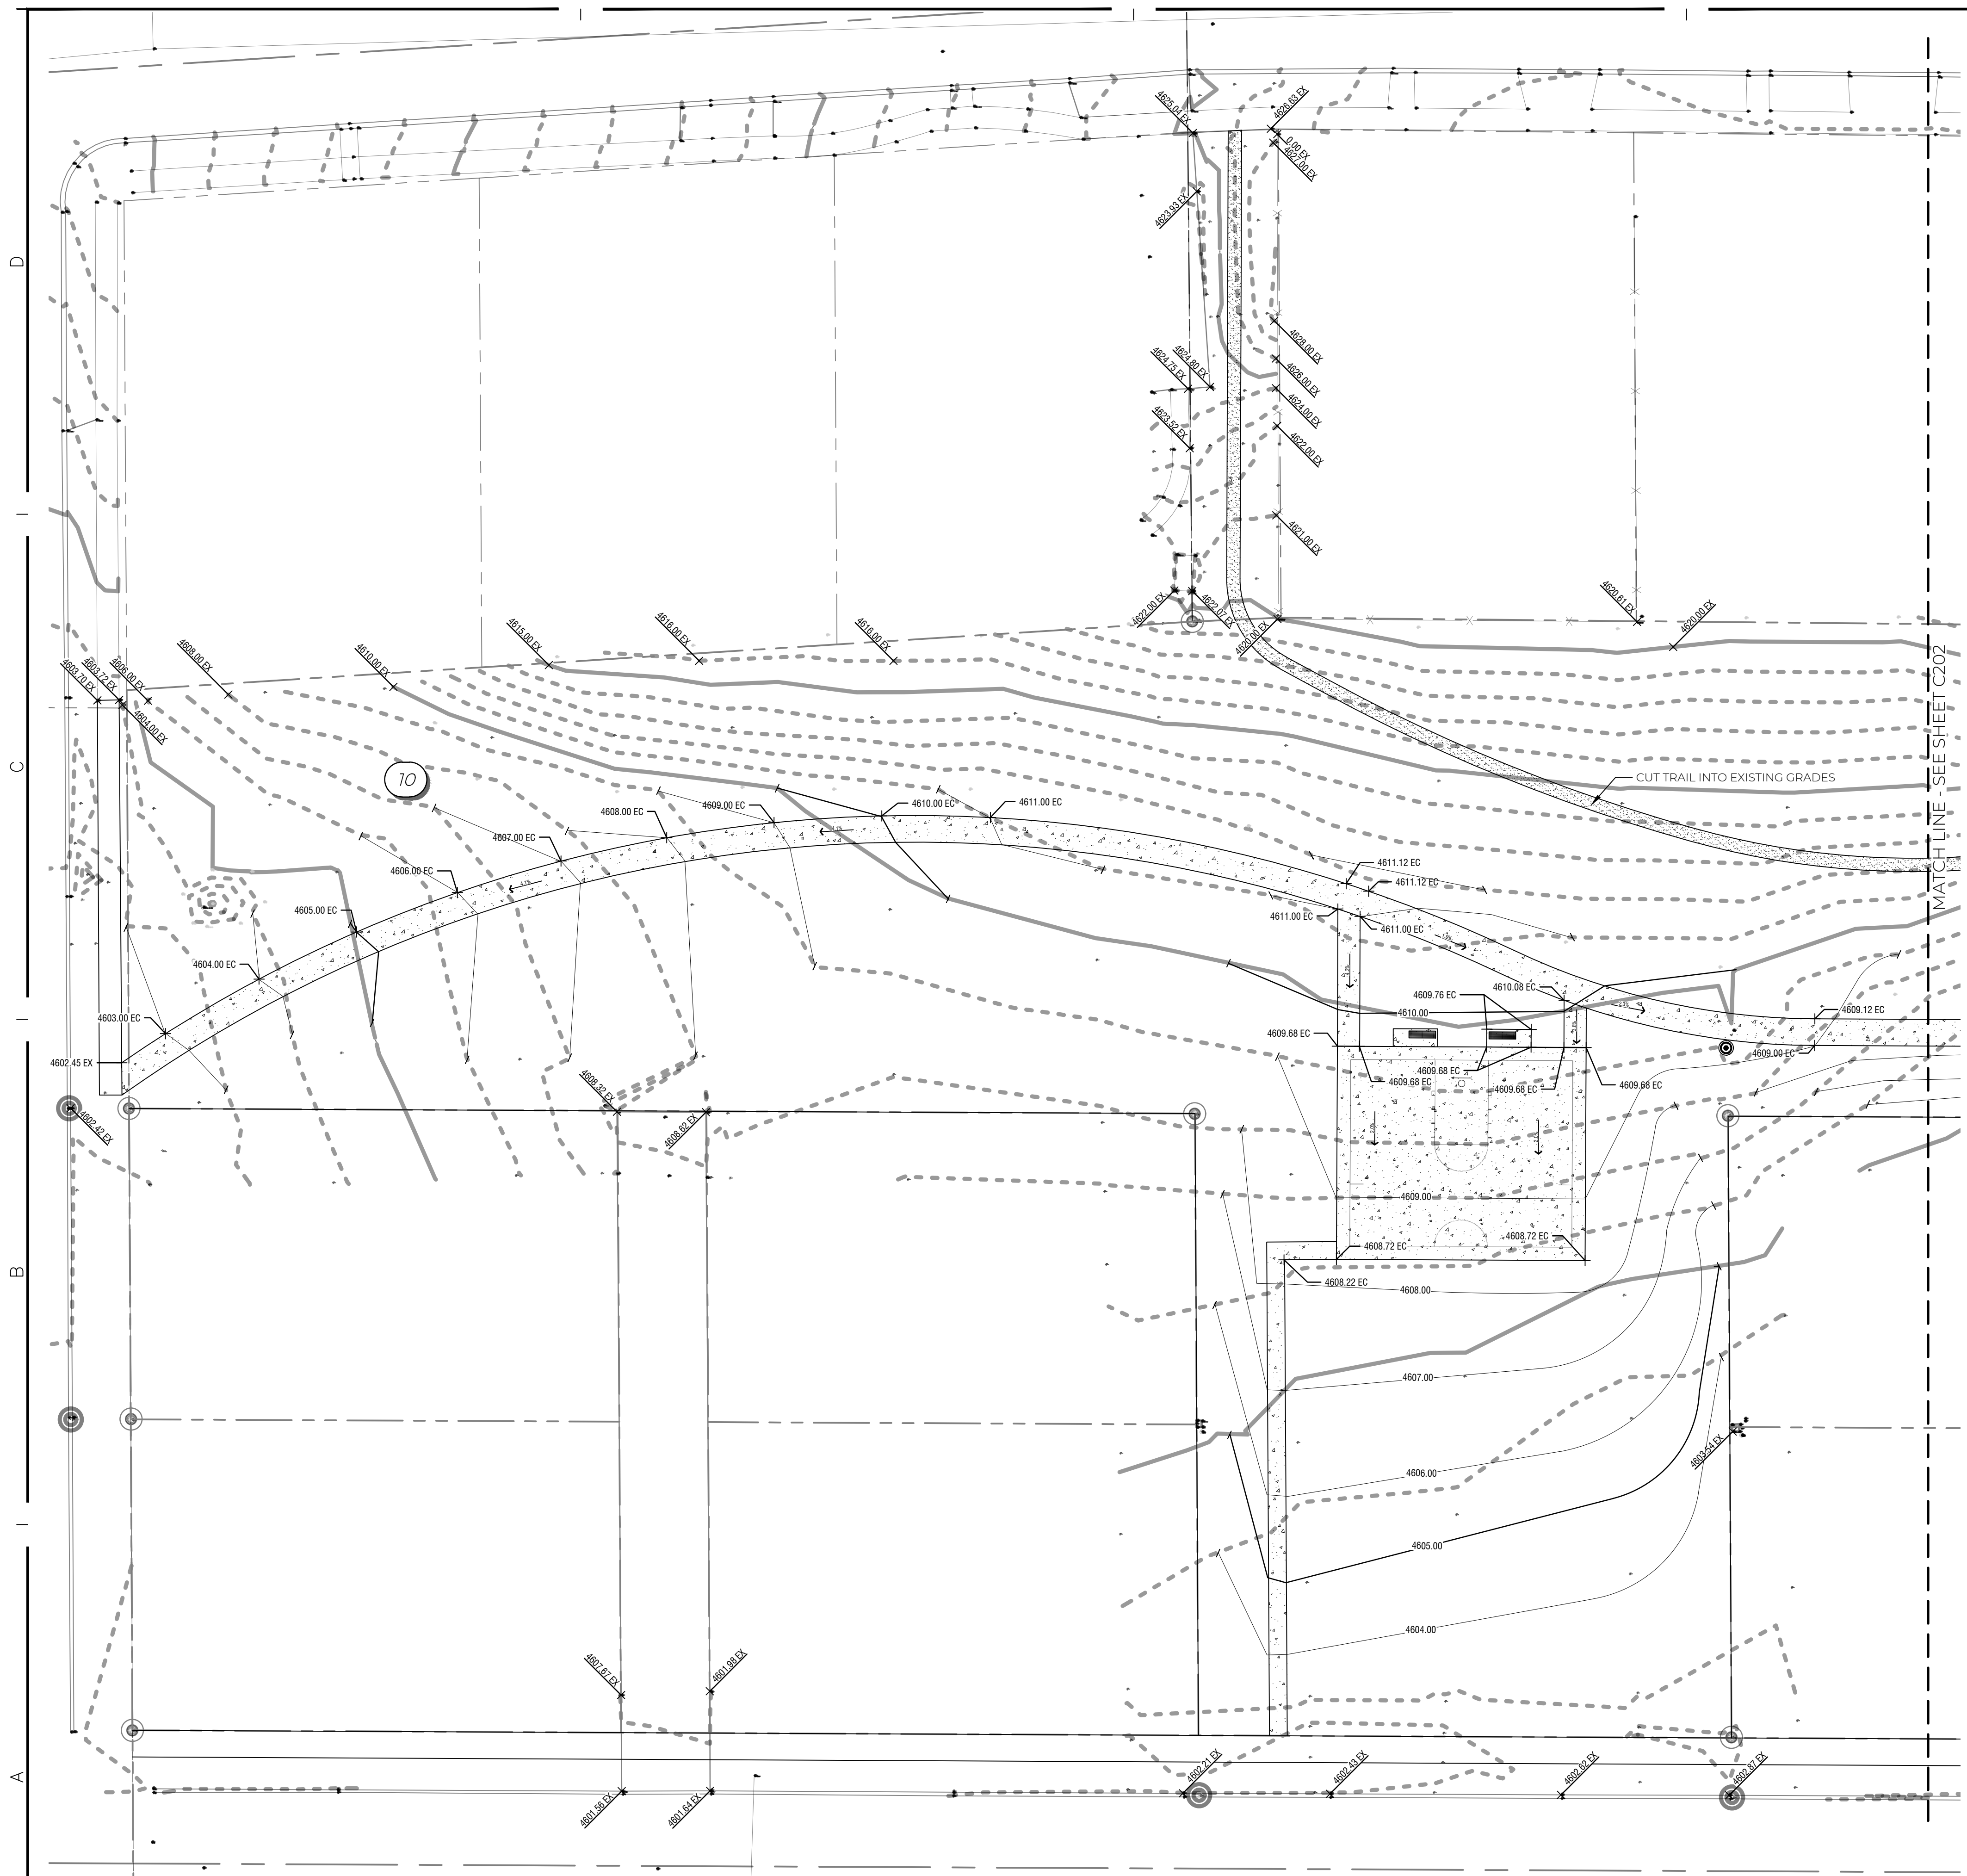 4625.04 EX
4626.63 EX
0.00 EX
4627.00 EX
4623.93 EX
D
4628.00 EX
4624.75 EX
4624.80 EX
4626.00 EX
4624.00 EX
4623.52 EX
4622.00 EX
4621.00 EX
4622.00 EX
4622.07 EX
4620.00 EX
4620.61 EX
4620.00 EX
4603.70 EX
4603.72 EX
4606.00 EX
4604.00 EX
4608.00 EX
4610.00 EX
4615.00 EX
4616.00 EX
4616.00 EX
MATCH LINE - SEE SHEET C202
C
10
CUT TRAIL INTO EXISTING GRADES
4611.00 EC
4610.00 EC
4609.00 EC
4608.00 EC
4607.00 EC
4606.00 EC
4605.00 EC
4604.00 EC
4603.00 EC
4602.45 EX
4602.42 EX
4611.12 EC
4611.12 EC
4611.00 EC
4611.00 EC
4610.08 EC
4609.76 EC
4610.00
4609.12 EC
4609.68 EC
4609.00 EC
4609.68 EC
4609.68 EC
4609.68 EC
4609.68 EC
4608.32 EX
4608.62 EX
4609.00
4608.72 EC
4608.72 EC
B
4608.22 EC
4608.00
4607.00
4606.00
4603.54 EX
4605.00
4604.00
4607.67 EX
4601.98 EX
A
4601.56 EX
4601.64 EX
4602.21 EX
4602.43 EX
4602.62 EX
4602.87 EX